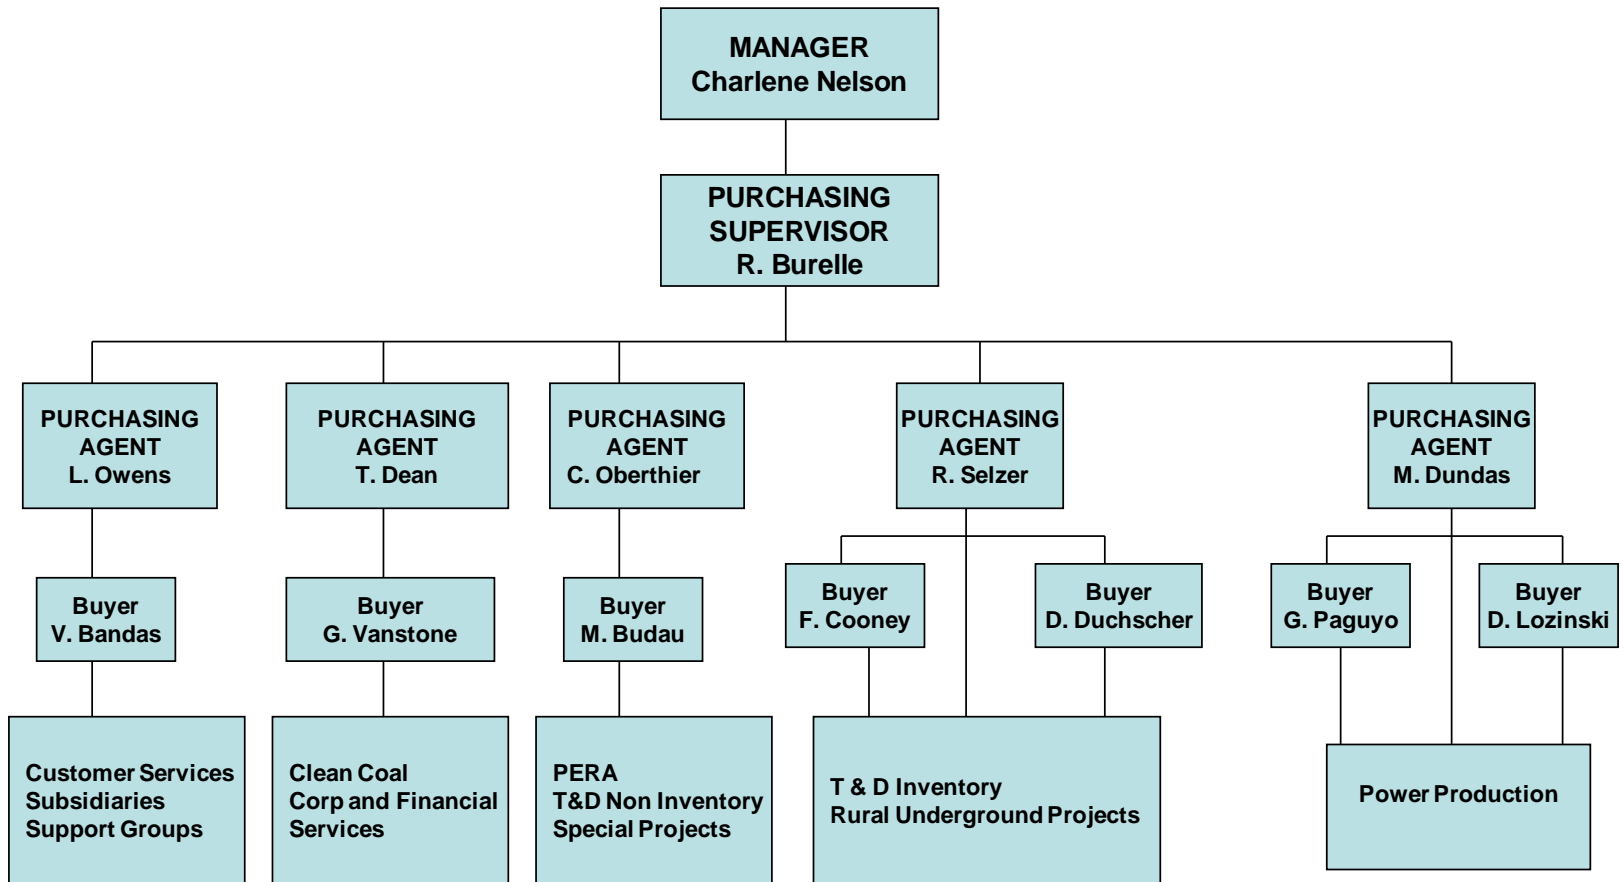 MANAGER
Charlene Nelson
PURCHASING
SUPERVISOR
R. Burelle
PURCHASING
AGENT
L. Owens
PURCHASING
AGENT
T. Dean
PURCHASING
AGENT
C. Oberthier
PURCHASING
AGENT
R. Selzer
PURCHASING
AGENT
M. Dundas
Buyer
V. Bandas
Buyer
G. Vanstone
Buyer
M. Budau
Buyer
F. Cooney
Buyer
D. Duchscher
Buyer
G. Paguyo
Buyer
D. Lozinski
Customer Services
Subsidiaries
Support Groups
Clean Coal
Corp and Financial
Services
PERA
T&D Non Inventory
Special Projects
T & D Inventory
Rural Underground Projects
Power Production